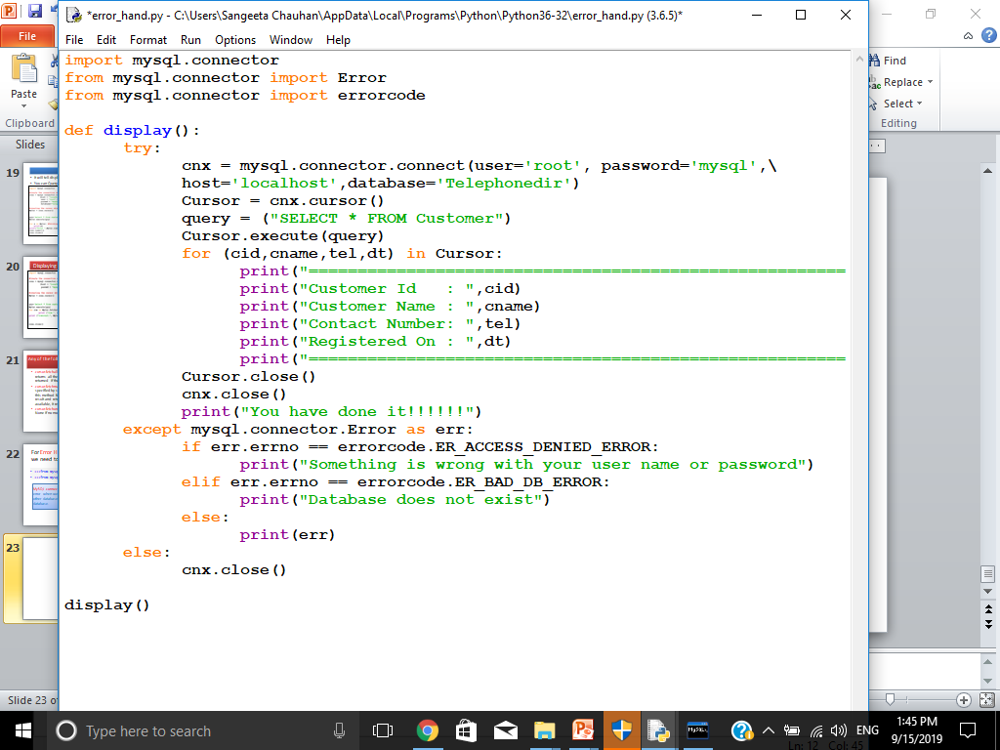 *error_hand.py - C:\Users\Sangeeta Chauhan\AppData\Local\Programs\Python\Python36-32\error_hand.py (3.6.5)*
File
File Edit Format Run Options Window Help
Paste
Clipboard
Slides
19
20
21
22
23
Find
Replace
Select
Editing
import mysql.connector
from mysql.connector import Error
from mysql.connector import errorcode
def display():
try:
cnx = mysql.connector.connect(user='root', password='mysql',\
host='localhost',database='Telephonedir')
Cursor = cnx.cursor()
query = ("SELECT * FROM Customer")
Cursor.execute(query)
for (cid,cname,tel,dt) in Cursor:
print("=======================================================
print("Customer Id   : ",cid)
print("Customer Name : ",cname)
print("Contact Number: ",tel)
print("Registered On : ",dt)
print("=======================================================
Cursor.close()
cnx.close()
print("You have done it!!!!!!")
except mysql.connector.Error as err:
if err.errno == errorcode.ER_ACCESS_DENIED_ERROR:
print("Something is wrong with your user name or password")
elif err.errno == errorcode.ER_BAD_DB_ERROR:
print("Database does not exist")
else:
print(err)
else:
cnx.close()
display()
Slide 23 o
Type here to search
ENG
1:45 PM
9/15/2019
Ln: 12 Col: 45